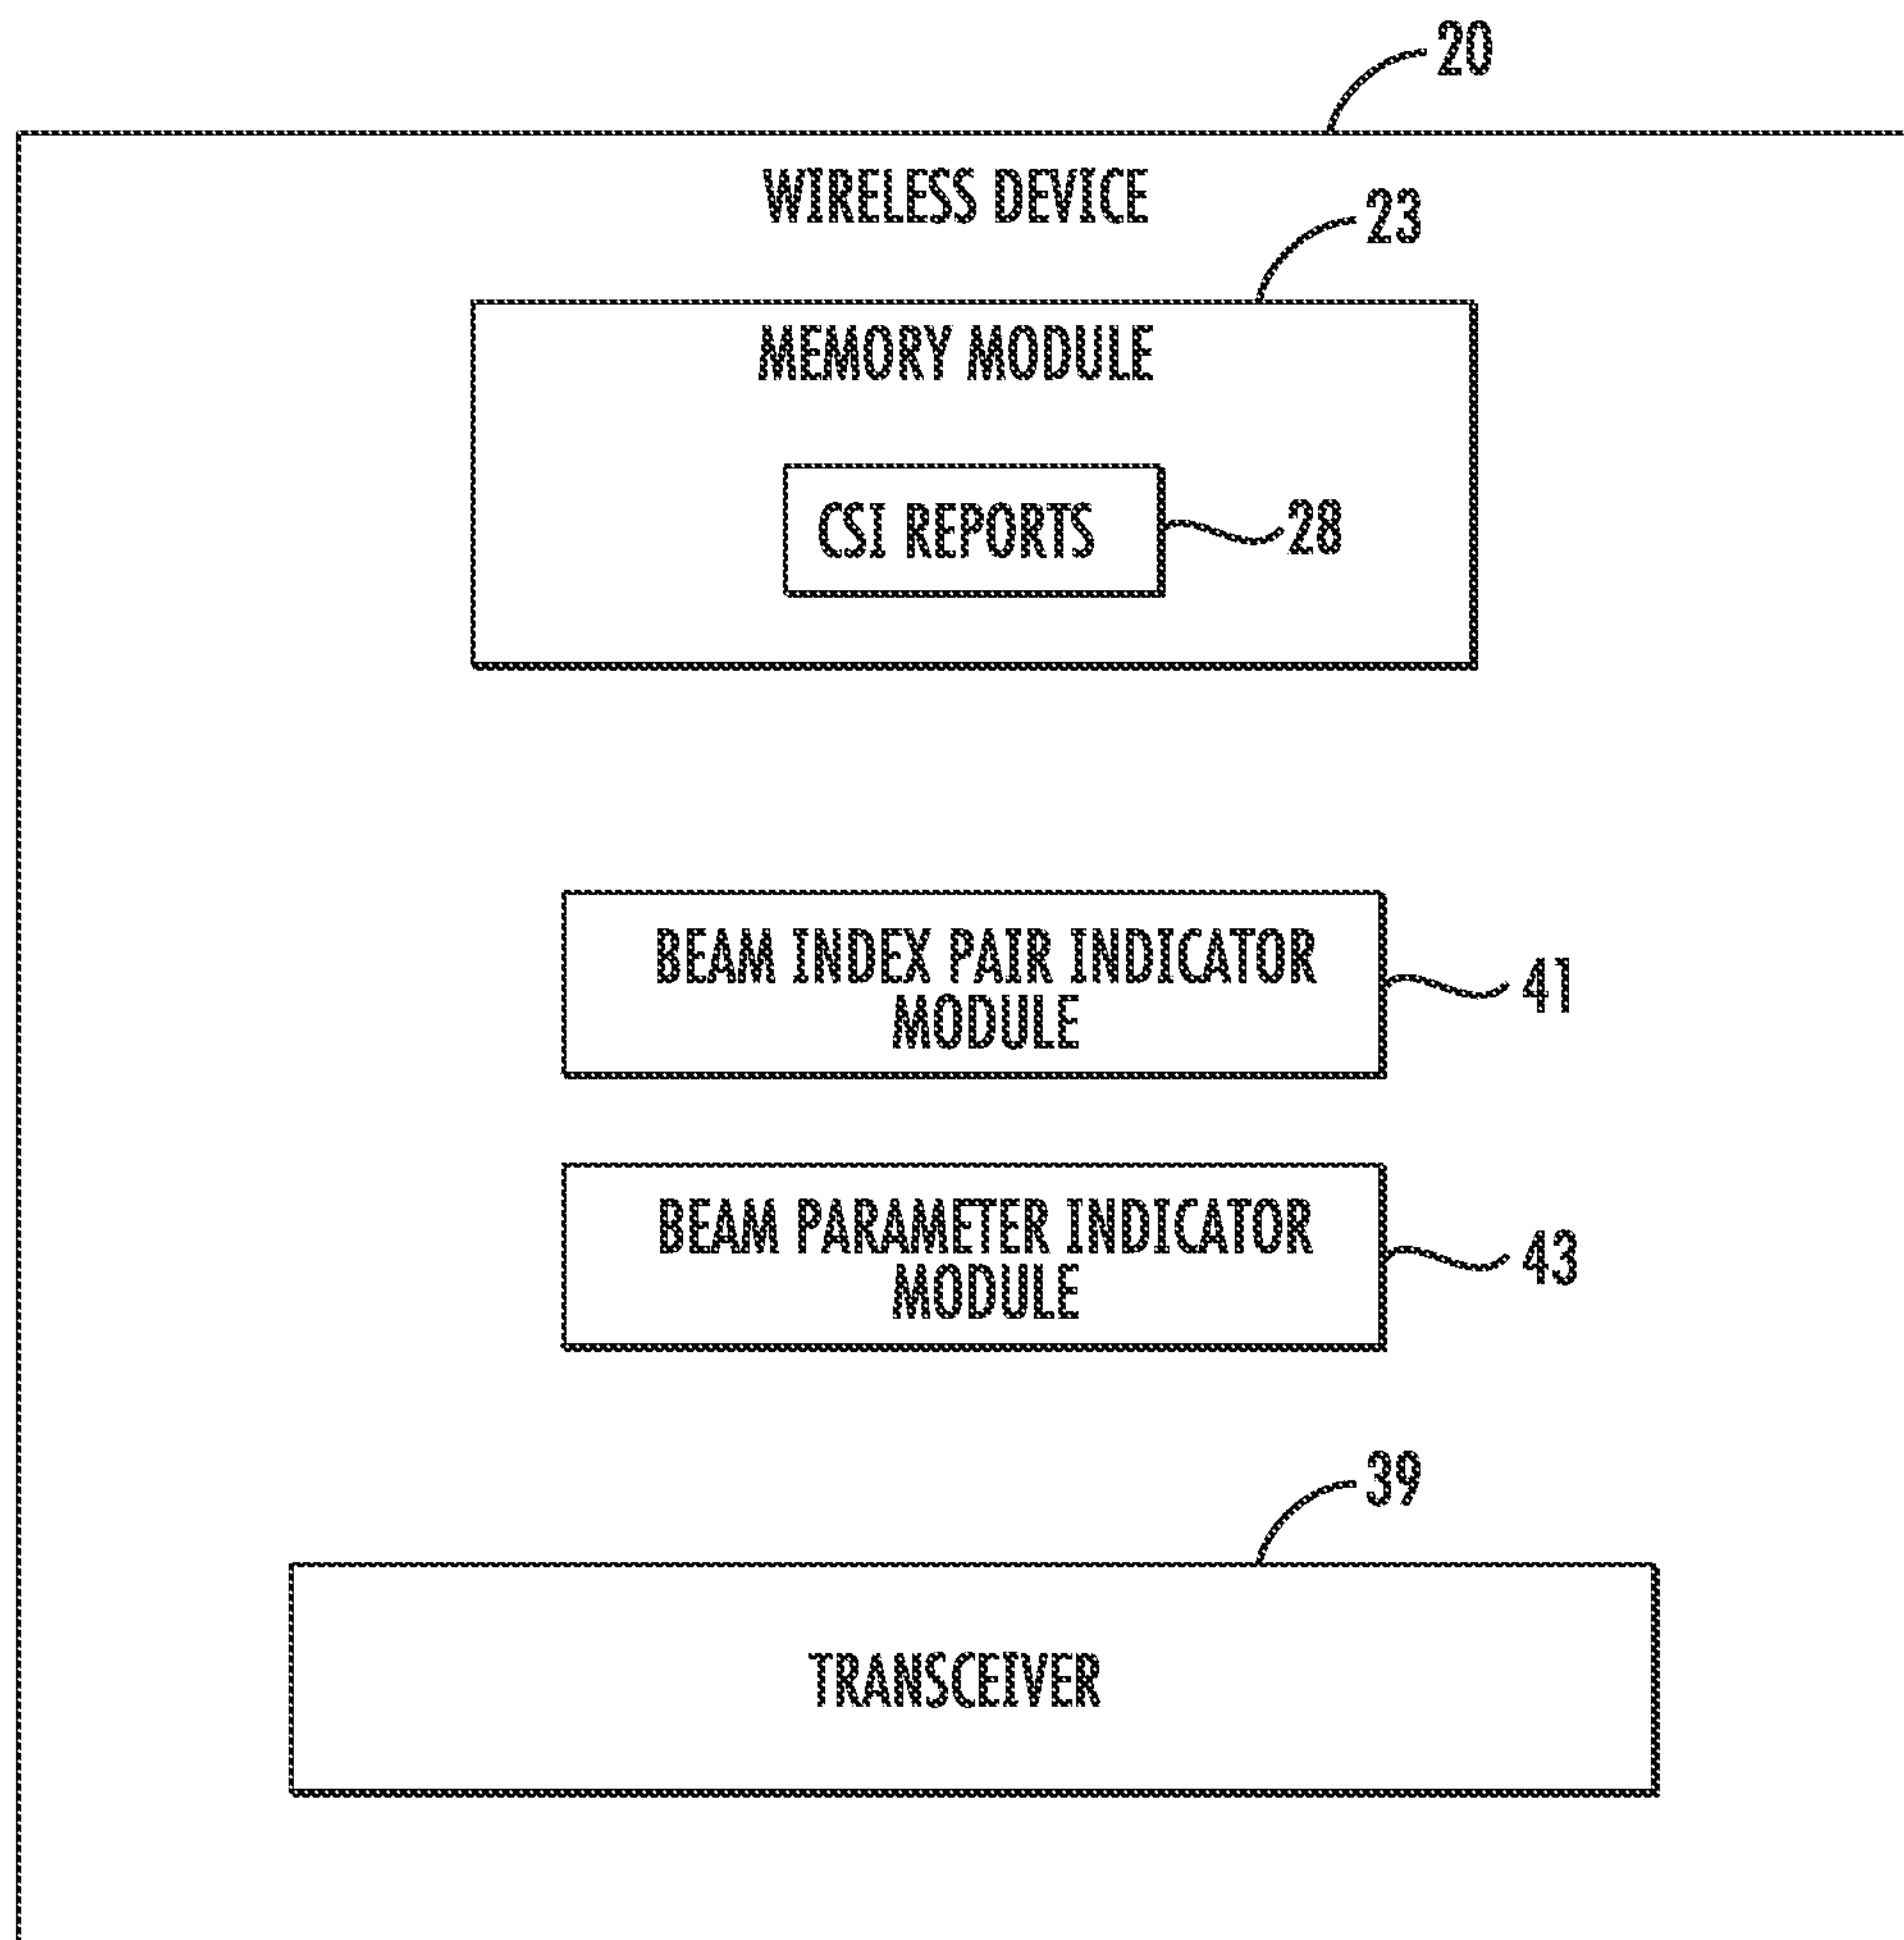 20
WIRELESS DEVICE
23
MEMORY MODULE
CSI REPORTS
28
BEAM INDEX PAIR INDICATOR
MODULE
41
BEAM PARAMETER INDICATOR
MODULE
43
39
TRANSCEIVER